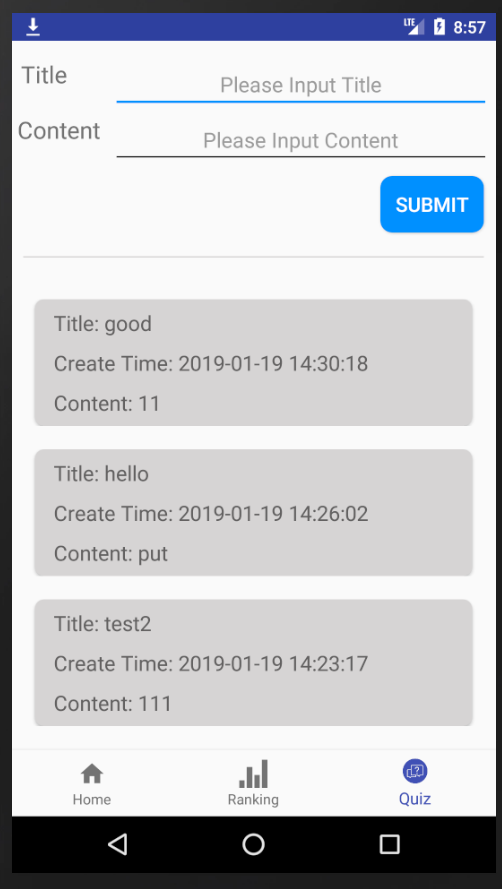 LTE 8:57
Title Please Input Title
Content Please Input Content
SUBMIT
Title: good
Create Time: 2019-01-19 14:30:18
Content: 11
Title: hello
Create Time: 2019-01-19 14:26:02
Content: put
Title: test2
Create Time: 2019-01-19 14:23:17
Content: 111
Home Ranking Quiz